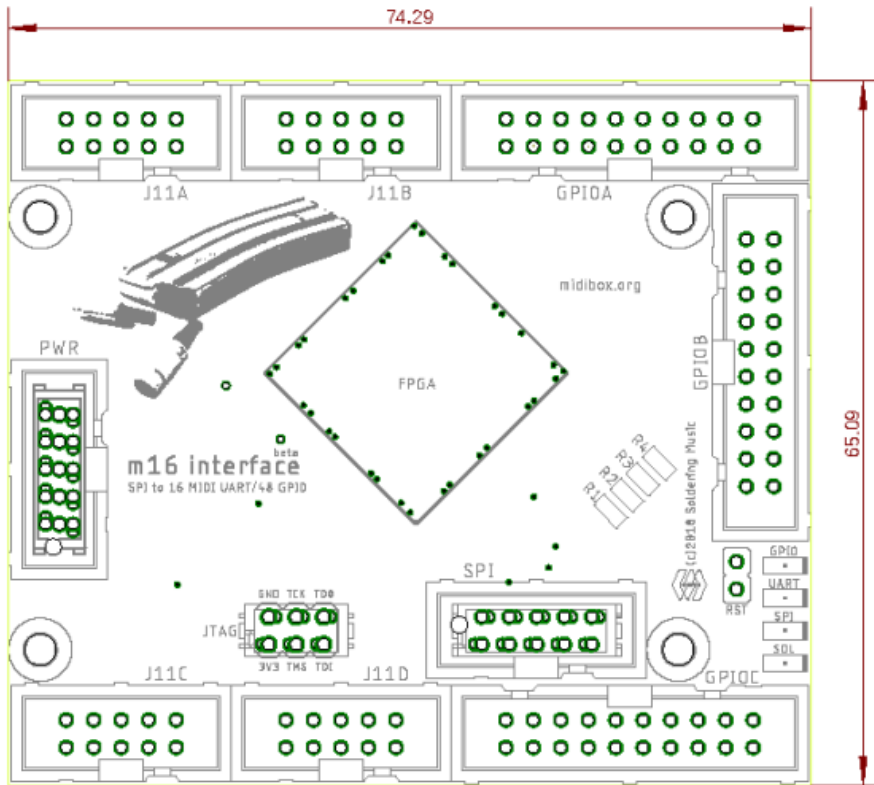 74.29
J11A
J11B
GPIOA
midibox.org
PWR
GPIOB
FPGA
65.09
beta
m16 interface
SPI to 16 MIDI UART/48 GPIO
R1
R2
R3
R4
(c)2018 Soldering Music
SPI
GPIO
UART
RST
SPI
SOL
GND TCK TDO
JTAG
3V3 TMS TDI
J11C
J11D
GPIOC